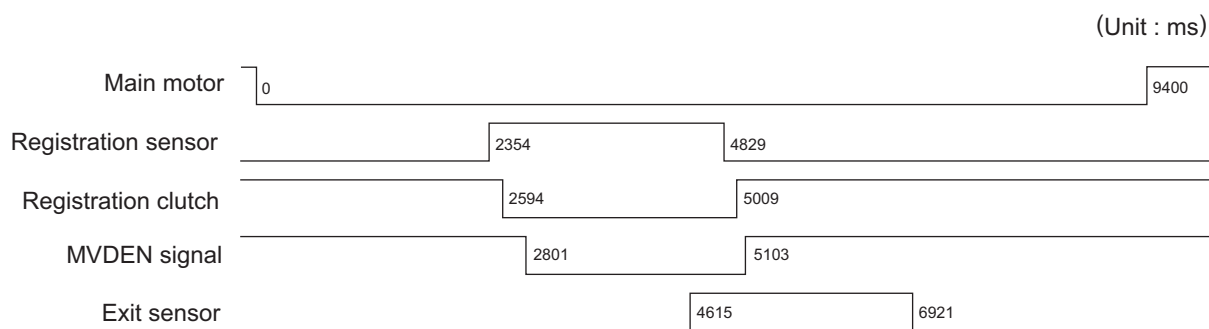 (Unit : ms)
Main motor 0 9400
Registration sensor 2354 4829
Registration clutch 2594 5009
MVDEN signal 2801 5103
Exit sensor 4615 6921